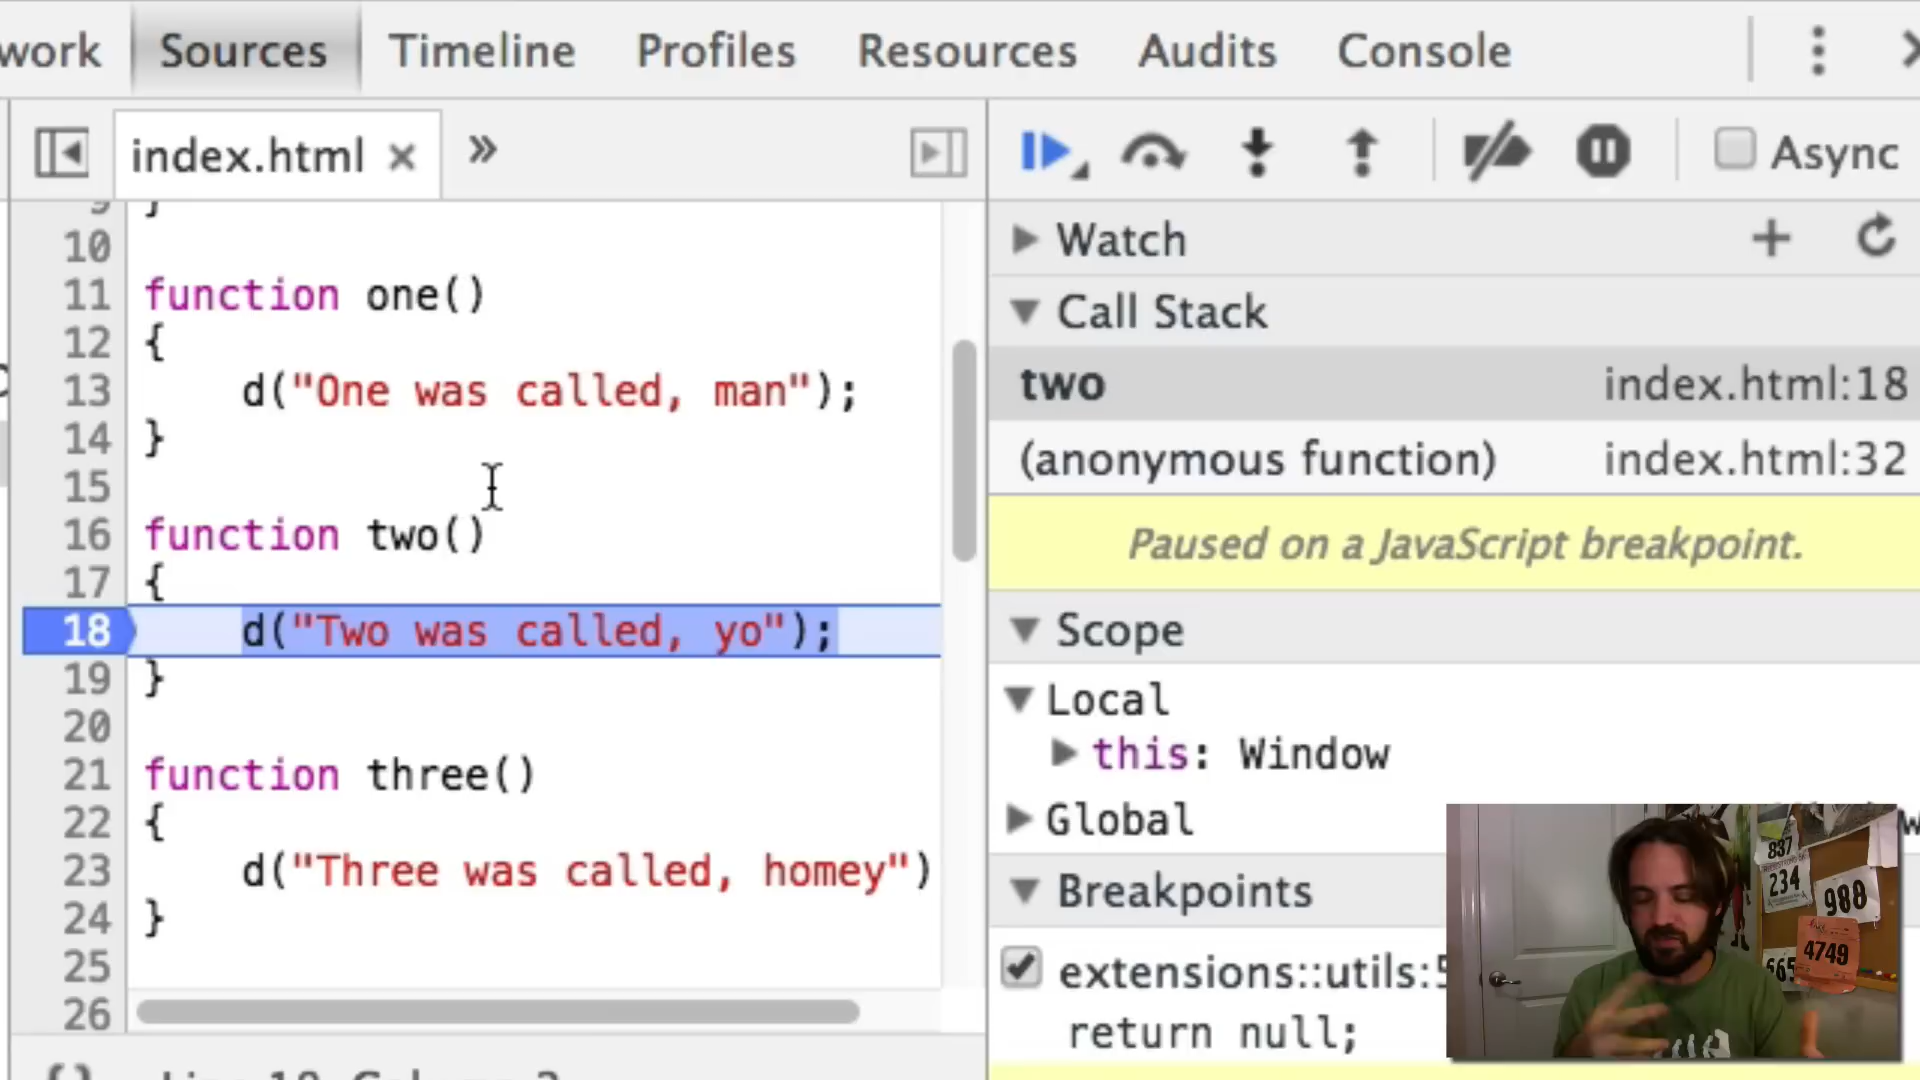 work Sources Timeline Profiles Resources Audits Console
index.html × »
Async
9 }
10
11 function one()
12 {
13 d("One was called, man");
14 }
15
16 function two()
17 {
18 d("Two was called, yo");
19 }
20
21 function three()
22 {
23 d("Three was called, homey")
24 }
25
26
Watch
Call Stack
two index.html:18
(anonymous function) index.html:32
Paused on a JavaScript breakpoint.
Scope
Local
this: Window
Global
Breakpoints
extensions::utils:5
return null;
837
234
988
4749
665